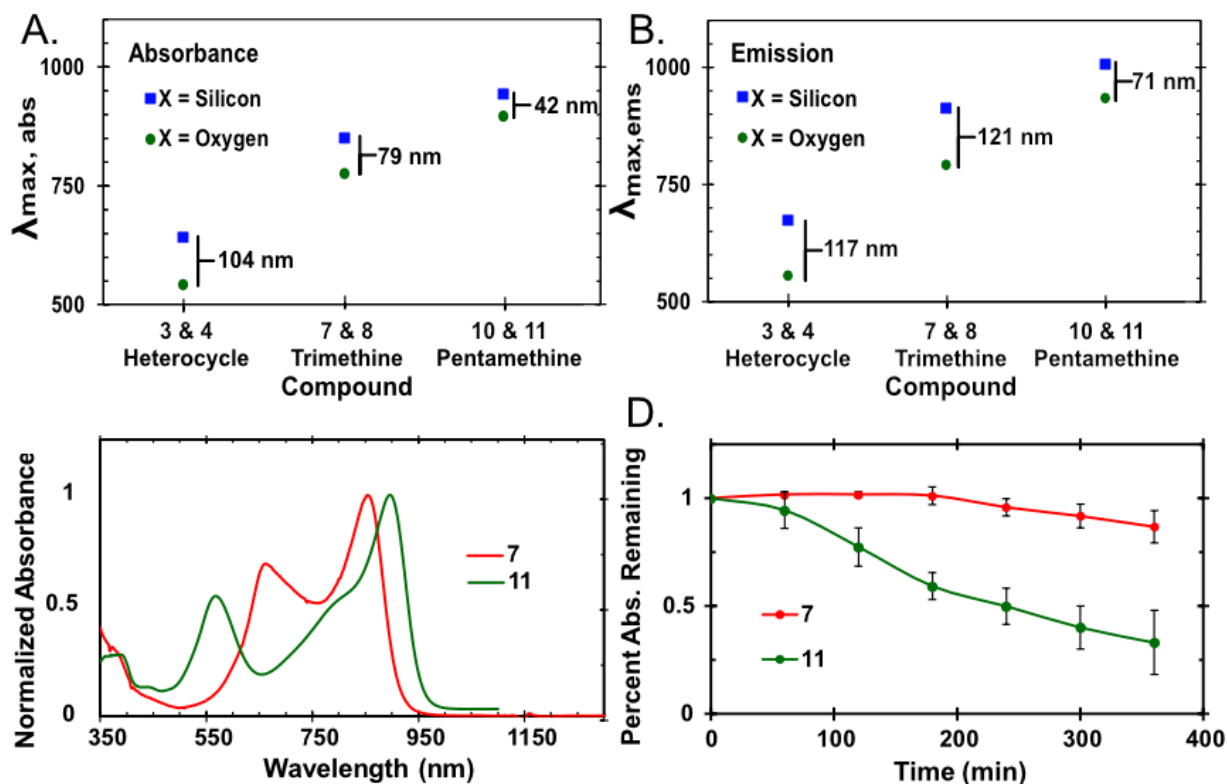 A.
Absorbance
X = Silicon
X = Oxygen
λmax, abs
1000
750
500
104 nm
79 nm
42 nm
3 & 4 7 & 8 10 & 11
Heterocycle Trimethine Pentamethine
Compound
B.
Emission
X = Silicon
X = Oxygen
λmax,ems
1000
750
500
117 nm
121 nm
71 nm
3 & 4 7 & 8 10 & 11
Heterocycle Trimethine Pentamethine
Compound
Normalized Absorbance
1
0.5
0
7
11
350 550 750 950 1150
Wavelength (nm)
D.
Percent Abs. Remaining
1
0.5
0
7
11
0 100 200 300 400
Time (min)